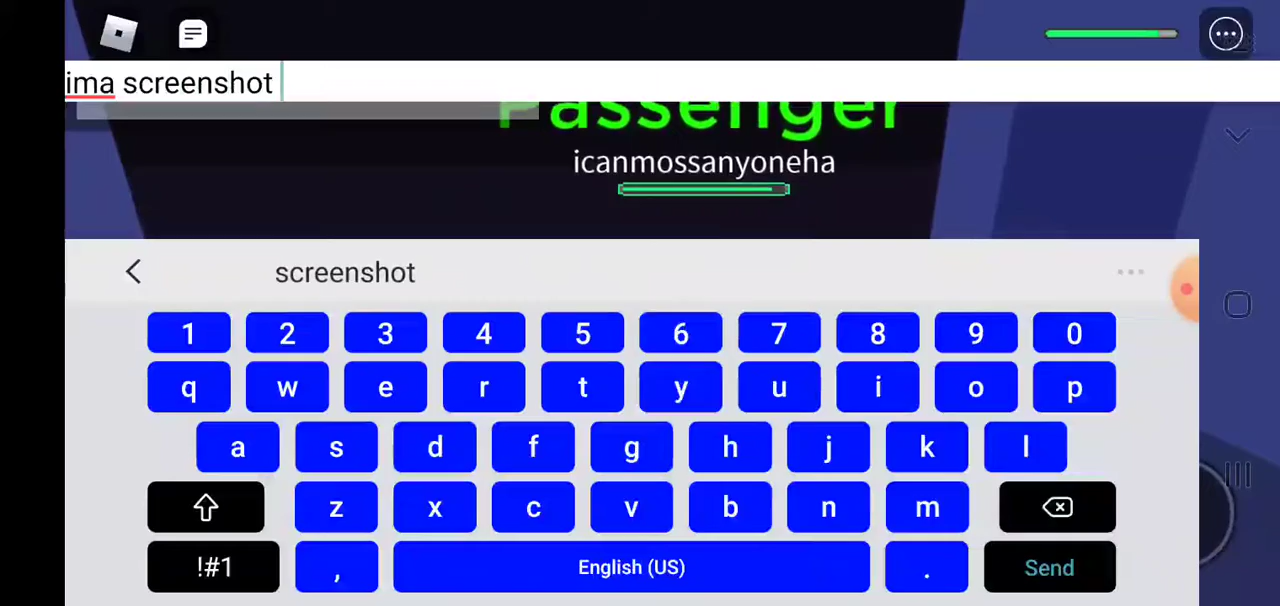 ima screenshot
Passenger
icanmossanyoneha
screenshot
1 2 3 4 5 6 7 8 9 0
q w e r t y u i o p
a s d f g h j k l
z x c v b n m
!#1 , English (US) . Send